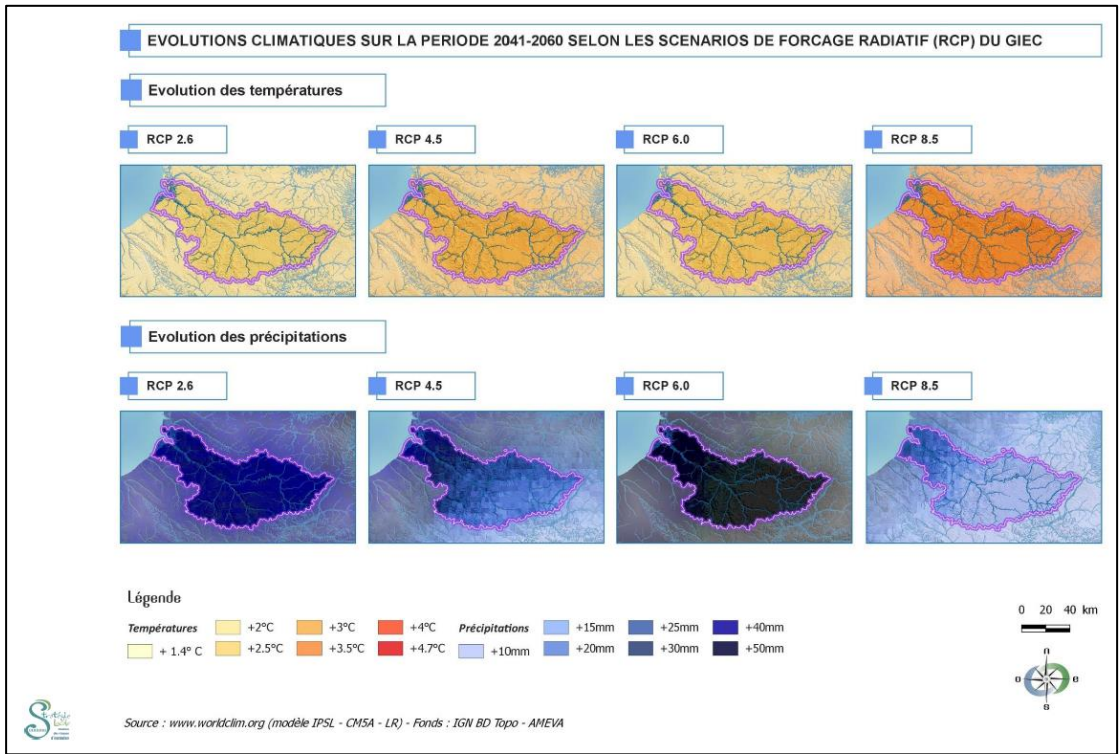 EVOLUTIONS CLIMATIQUES SUR LA PERIODE 2041-2060 SELON LES SCENARIOS DE FORCAGE RADIATIF (RCP) DU GIEC
Evolution des températures
RCP 2.6
RCP 4.5
RCP 6.0
RCP 8.5
Evolution des précipitations
RCP 2.6
RCP 4.5
RCP 6.0
RCP 8.5
Légende
Températures
+ 1.4° C
+2°C
+2.5°C
+3°C
+3.5°C
+4°C
+4.7°C
Précipitations
+10mm
+15mm
+20mm
+25mm
+30mm
+40mm
+50mm
0 20 40 km
n
o e
s
Source : www.worldclim.org (modèle IPSL - CM5A - LR) - Fonds : IGN BD Topo - AMEVA